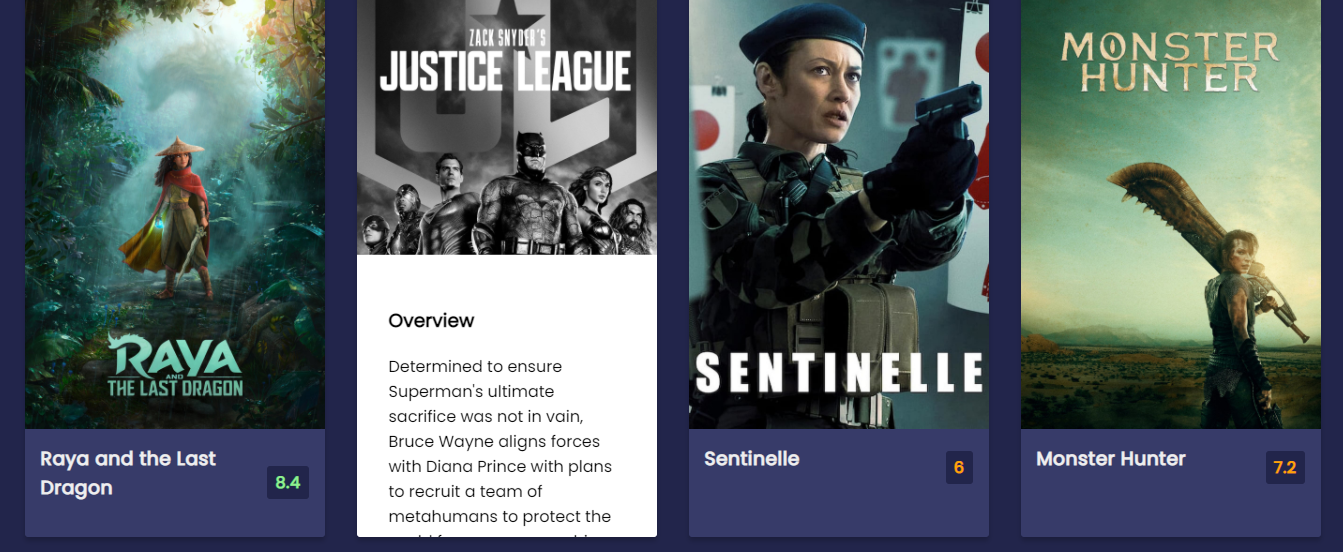 RAYA
AND
THE LAST DRAGON
Raya and the Last
Dragon
8.4
ZACK SNYDER'S
JUSTICE LEAGUE
Overview
Determined to ensure
Superman's ultimate
sacrifice was not in vain,
Bruce Wayne aligns forces
with Diana Prince with plans
to recruit a team of
metahumans to protect the
SENTINELLE
Sentinelle
6
MONSTER
HUNTER
Monster Hunter
7.2